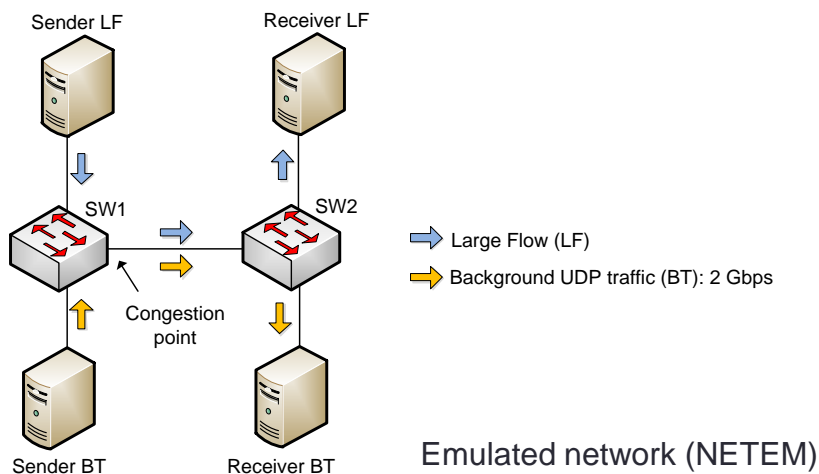 Sender LF
Receiver LF
SW1
SW2
Large Flow (LF)
Background UDP traffic (BT): 2 Gbps
Congestion
point
Sender BT
Receiver BT
Emulated network (NETEM)